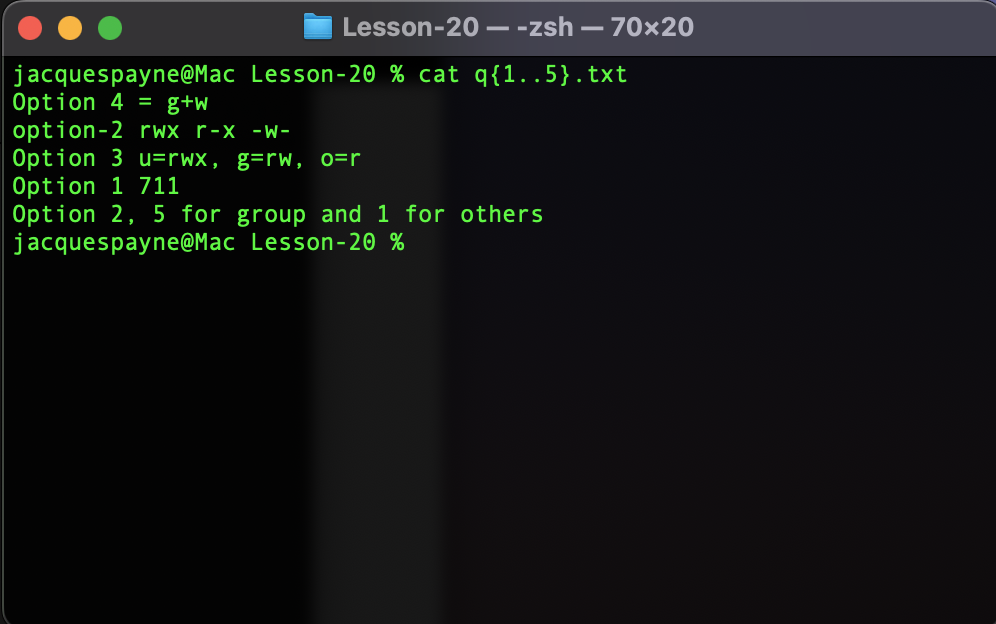 Lesson-20 — -zsh — 70×20
jacquespayne@Mac Lesson-20 % cat q{1..5}.txt
Option 4 = g+w
option-2 rwx r-x -w-
Option 3 u=rwx, g=rw, o=r
Option 1 711
Option 2, 5 for group and 1 for others
jacquespayne@Mac Lesson-20 %